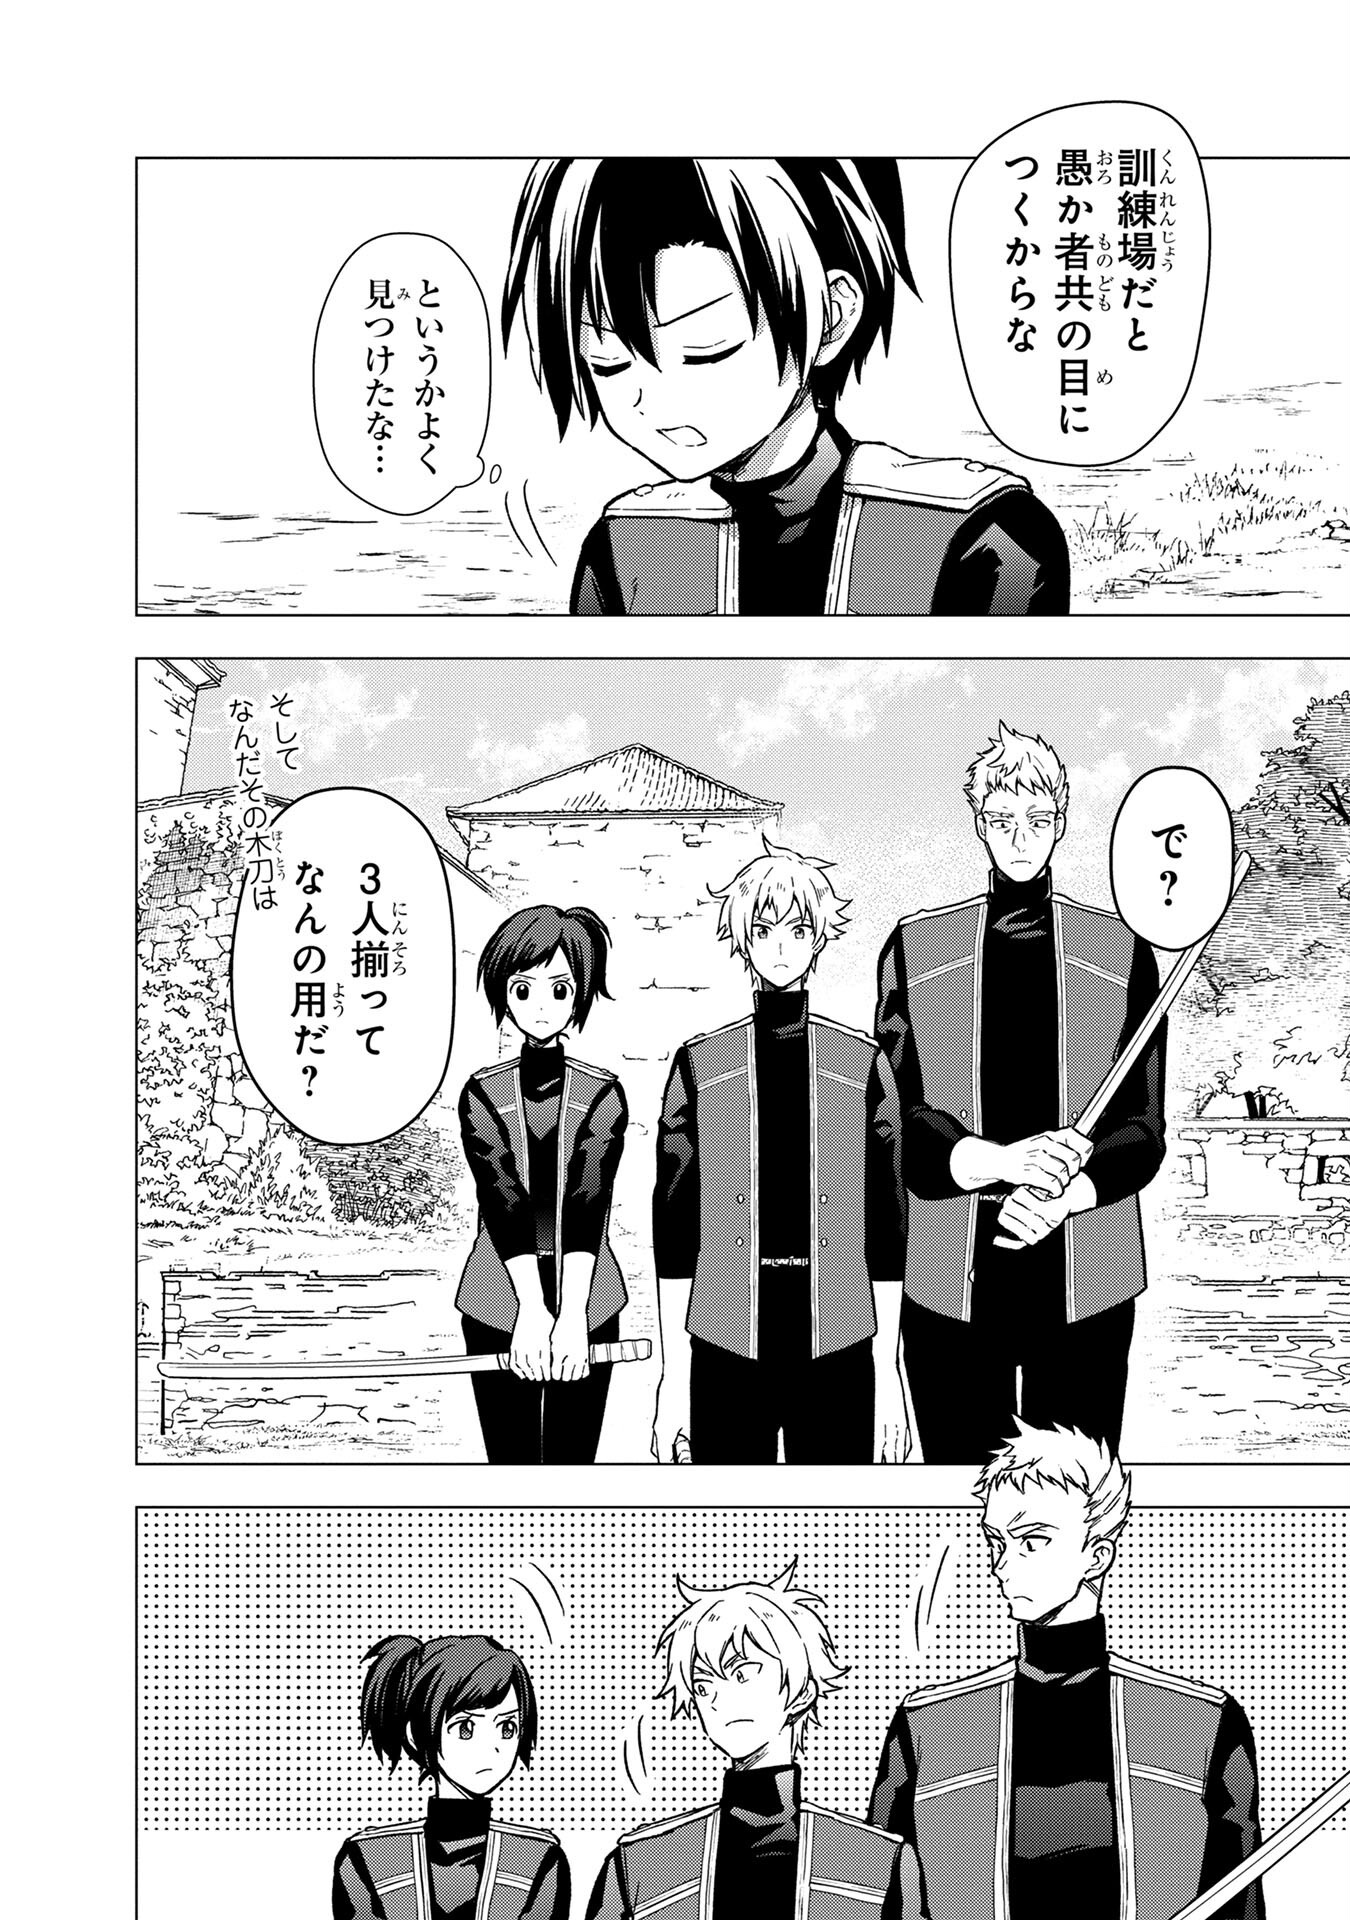 訓練場だと
愚か者共の目に
つくからな
というかよく
見つけたな…
で？
3人揃って
なんの用だ？
そして
なんだその木刀は